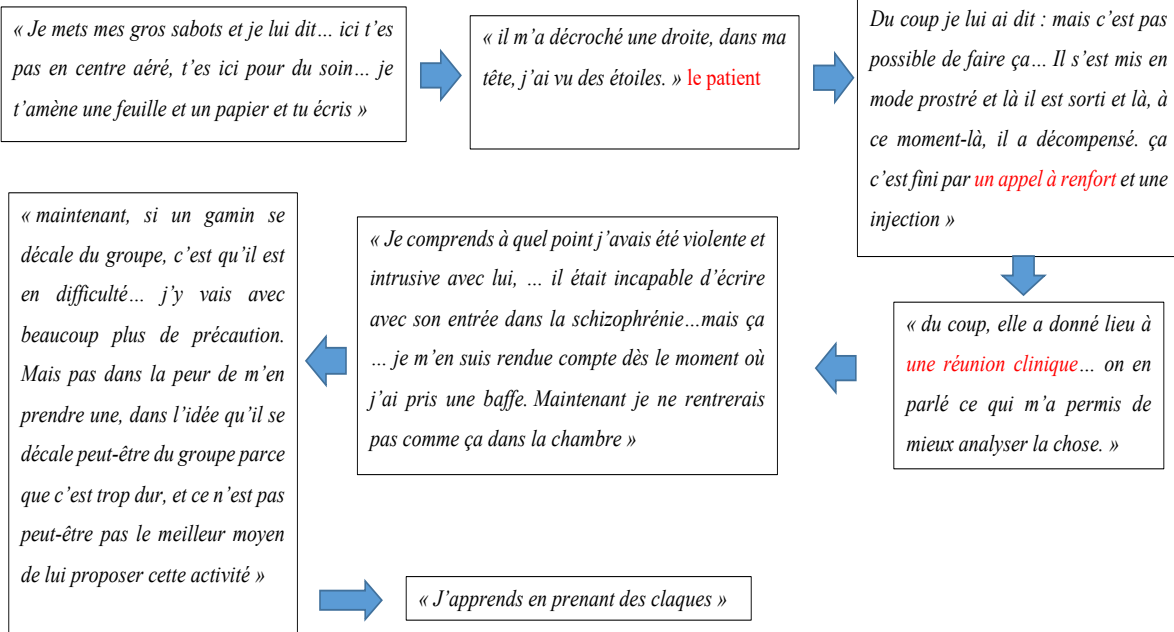 « Je mets mes gros sabots et je lui dit… ici t'es
pas en centre aéré, t'es ici pour du soin… je
t'amène une feuille et un papier et tu écris »
« il m'a décroché une droite, dans ma
tête, j'ai vu des étoiles. » le patient
Du coup je lui ai dit : mais c'est pas
possible de faire ça… Il s'est mis en
mode prostré et là il est sorti et là, à
ce moment-là, il a décompensé. ça
c'est fini par un appel à renfort et une
injection »
« du coup, elle a donné lieu à
une réunion clinique… on en
parlé ce qui m'a permis de
mieux analyser la chose. »
« Je comprends à quel point j'avais été violente et
intrusive avec lui, … il était incapable d'écrire
avec son entrée dans la schizophrénie…mais ça
… je m'en suis rendue compte dès le moment où
j'ai pris une baffe. Maintenant je ne rentrerais
pas comme ça dans la chambre »
« maintenant, si un gamin se
décale du groupe, c'est qu'il est
en difficulté… j'y vais avec
beaucoup plus de précaution.
Mais pas dans la peur de m'en
prendre une, dans l'idée qu'il se
décale peut-être du groupe parce
que c'est trop dur, et ce n'est pas
peut-être pas le meilleur moyen
de lui proposer cette activité »
« J'apprends en prenant des claques »